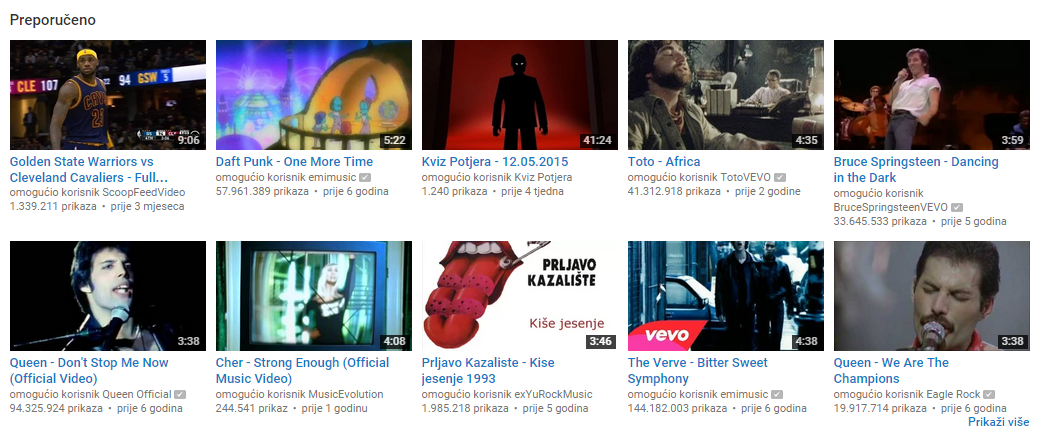 Preporučeno
CLE 107
94 GSW 5
9:06
5:22
41:24
4:35
3:59
Golden State Warriors vs
Cleveland Cavaliers - Full...
omogućio korisnik ScoopFeedVideo
1.339.211 prikaza • prije 3 mjeseca
Daft Punk - One More Time
omogućio korisnik emimusic
57.961.389 prikaza • prije 6 godina
Kviz Potjera - 12.05.2015
omogućio korisnik Kviz Potjera
1.240 prikaza • prije 4 tjedna
Toto - Africa
omogućio korisnik TotoVEVO
41.312.918 prikaza • prije 2 godine
Bruce Springsteen - Dancing
in the Dark
omogućio korisnik
BruceSpringsteenVEVO
33.645.533 prikaza • prije 5 godina
3:38
4:08
PRLJAVO
KAZALIŠTE
Kiše jesenje
3:46
vevo
4:38
3:38
Queen - Don't Stop Me Now
(Official Video)
omogućio korisnik Queen Official
94.325.924 prikaza • prije 6 godina
Cher - Strong Enough (Official
Music Video)
omogućio korisnik MusicEvolution
244.541 prikaz • prije 1 godinu
Prljavo Kazaliste - Kise
jesenje 1993
omogućio korisnik exYuRockMusic
1.985.218 prikaza • prije 5 godina
The Verve - Bitter Sweet
Symphony
omogućio korisnik emimusic
144.182.003 prikaza • prije 6 godina
Queen - We Are The
Champions
omogućio korisnik Eagle Rock
19.917.714 prikaza • prije 6 godina
Prikaži više